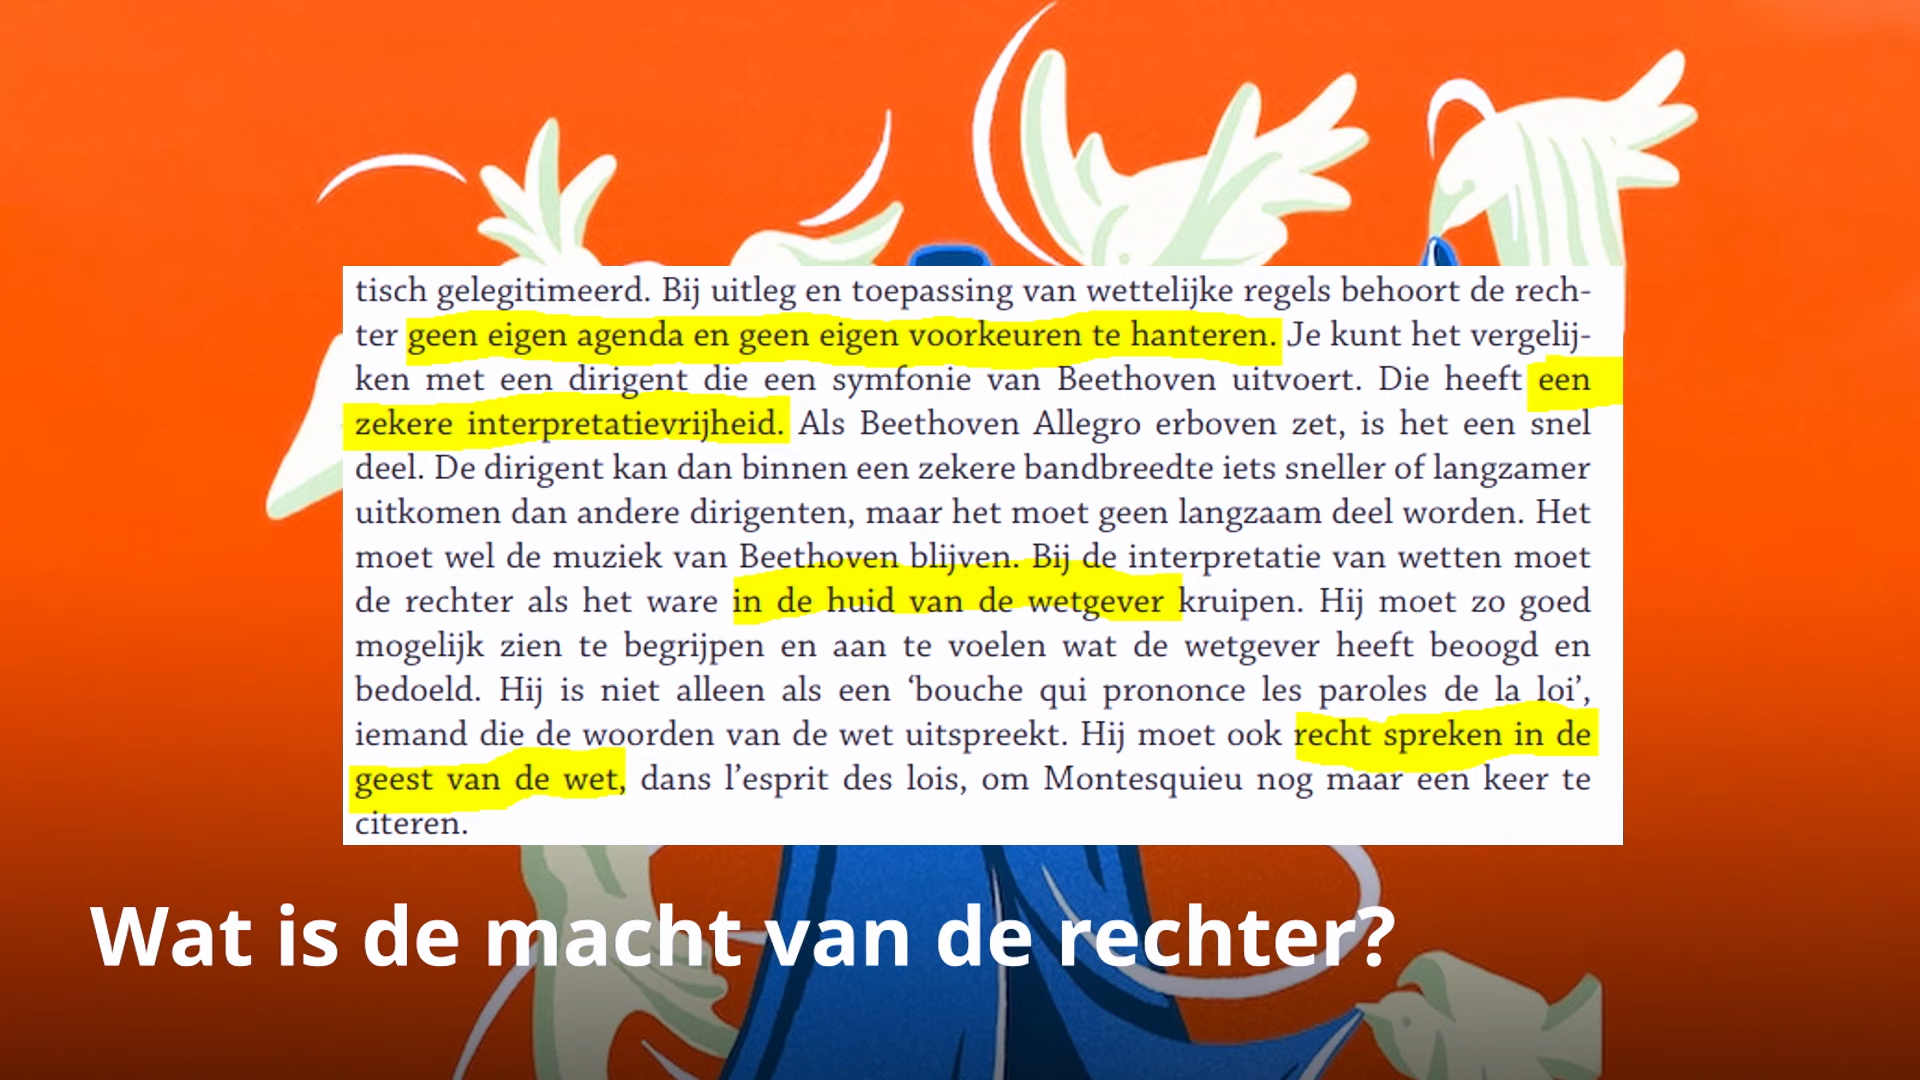 tisch gelegitimeerd. Bij uitleg en toepassing van wettelijke regels behoort de rech-
ter geen eigen agenda en geen eigen voorkeuren te hanteren. Je kunt het vergelij-
ken met een dirigent die een symfonie van Beethoven uitvoert. Die heeft een
zekere interpretatievrijheid. Als Beethoven Allegro erboven zet, is het een snel
deel. De dirigent kan dan binnen een zekere bandbreedte iets sneller of langzamer
uitkomen dan andere dirigenten, maar het moet geen langzaam deel worden. Het
moet wel de muziek van Beethoven blijven. Bij de interpretatie van wetten moet
de rechter als het ware in de huid van de wetgever kruipen. Hij moet zo goed
mogelijk zien te begrijpen en aan te voelen wat de wetgever heeft beoogd en
bedoeld. Hij is niet alleen als een ‘bouche qui prononce les paroles de la loi’,
iemand die de woorden van de wet uitspreekt. Hij moet ook recht spreken in de
geest van de wet, dans l’esprit des lois, om Montesquieu nog maar een keer te
citeren.
Wat is de macht van de rechter?